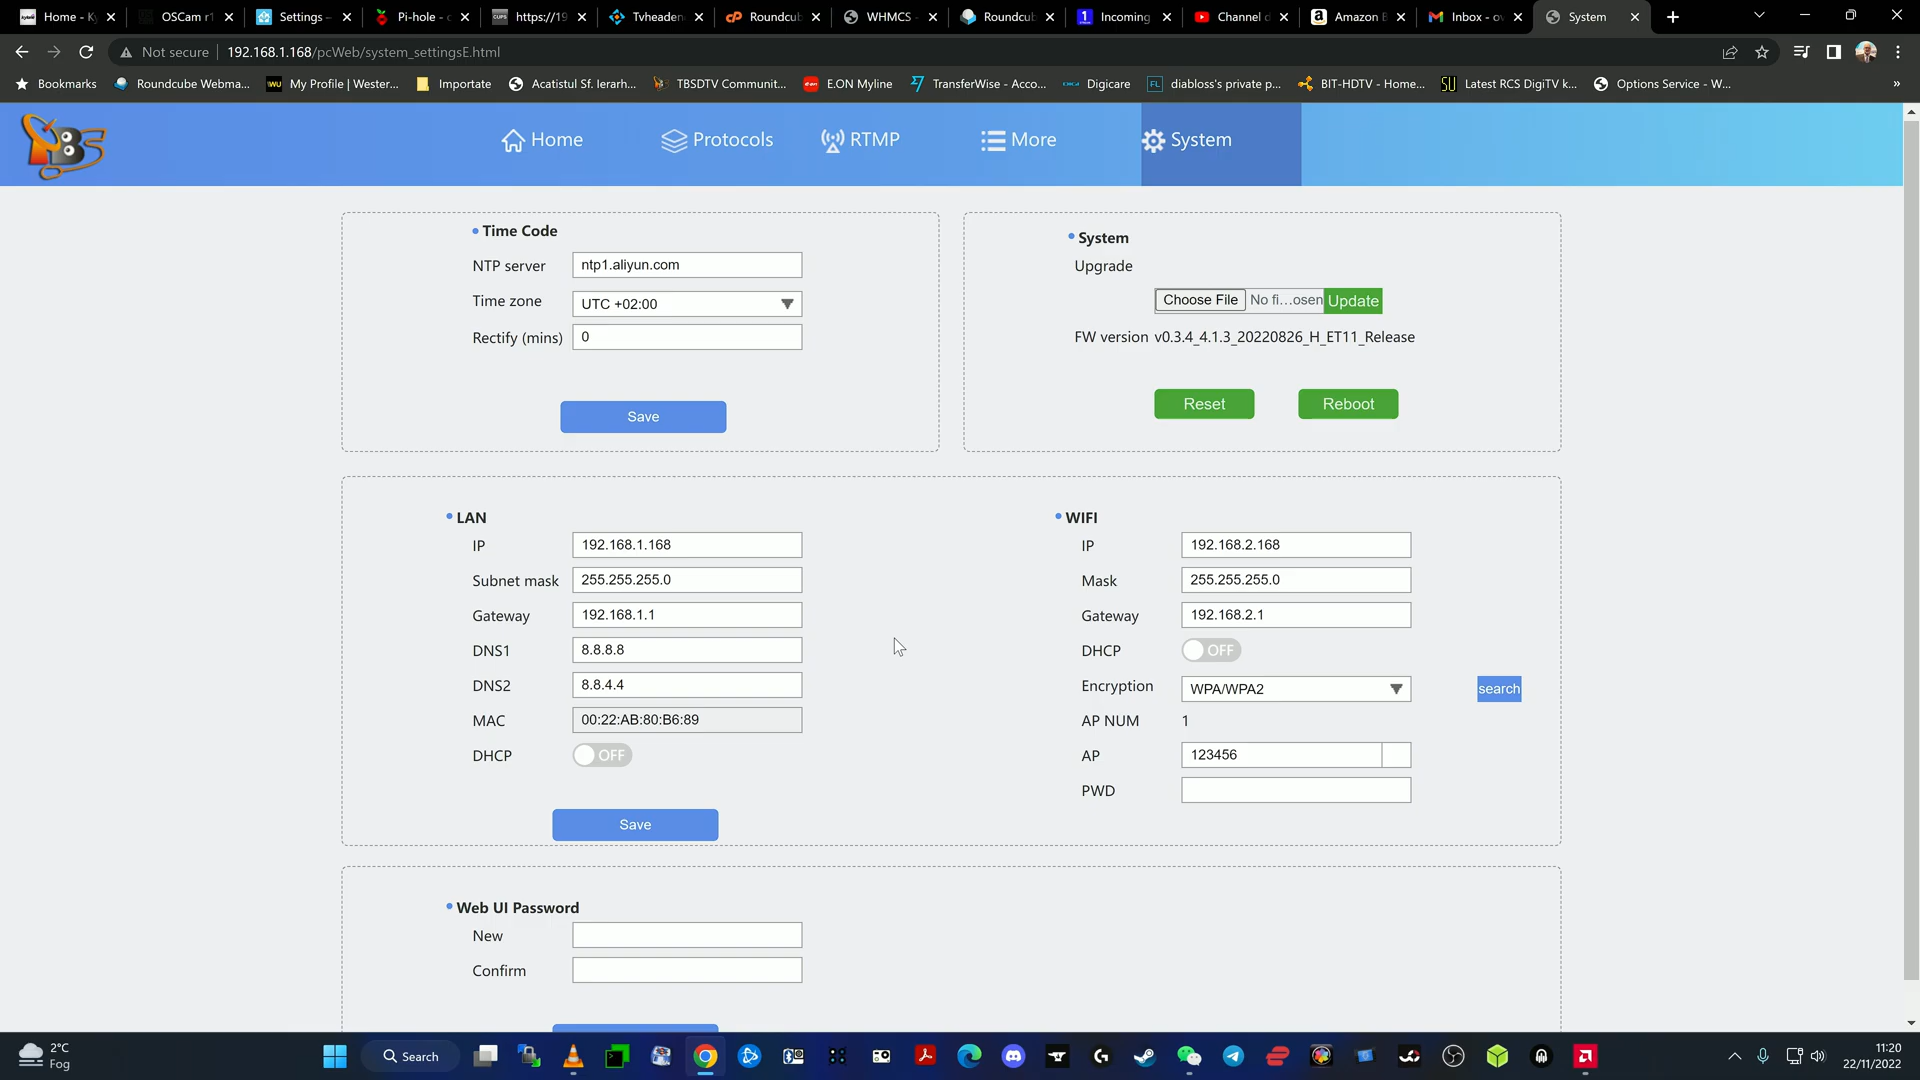 Home - Ky
OSCam r1
Settings -
Pi-hole - c
CUPS https://19
Tvheaden
cP Roundcub
WHMCS -
Roundcub
1 Incoming
Channel d
a Amazon B
Inbox - ov
System
Not secure 192.168.1.168/pcWeb/system_settingsE.html
Bookmarks
Roundcube Webma...
WU My Profile | Wester...
Importate
Acatistul Sf. Ierarh...
TBSDTV Communit...
E.ON Myline
TransferWise - Acco...
Digicare
FL diabloss's private p...
BIT-HDTV - Home...
SU Latest RCS DigiTV k...
Options Service - W...
»
Home
Protocols
RTMP
More
System
Time Code
NTP server ntp1.aliyun.com
Time zone UTC +02:00
Rectify (mins) 0
Save
System
Upgrade
Choose File No fi...osen Update
FW version v0.3.4_4.1.3_20220826_H_ET11_Release
Reset Reboot
LAN
IP 192.168.1.168
Subnet mask 255.255.255.0
Gateway 192.168.1.1
DNS1 8.8.8.8
DNS2 8.8.4.4
MAC 00:22:AB:80:B6:89
DHCP OFF
Save
WIFI
IP 192.168.2.168
Mask 255.255.255.0
Gateway 192.168.2.1
DHCP OFF
Encryption WPA/WPA2 search
AP NUM 1
AP 123456
PWD
Web UI Password
New
Confirm
2°C
Fog
Search
11:20
22/11/2022